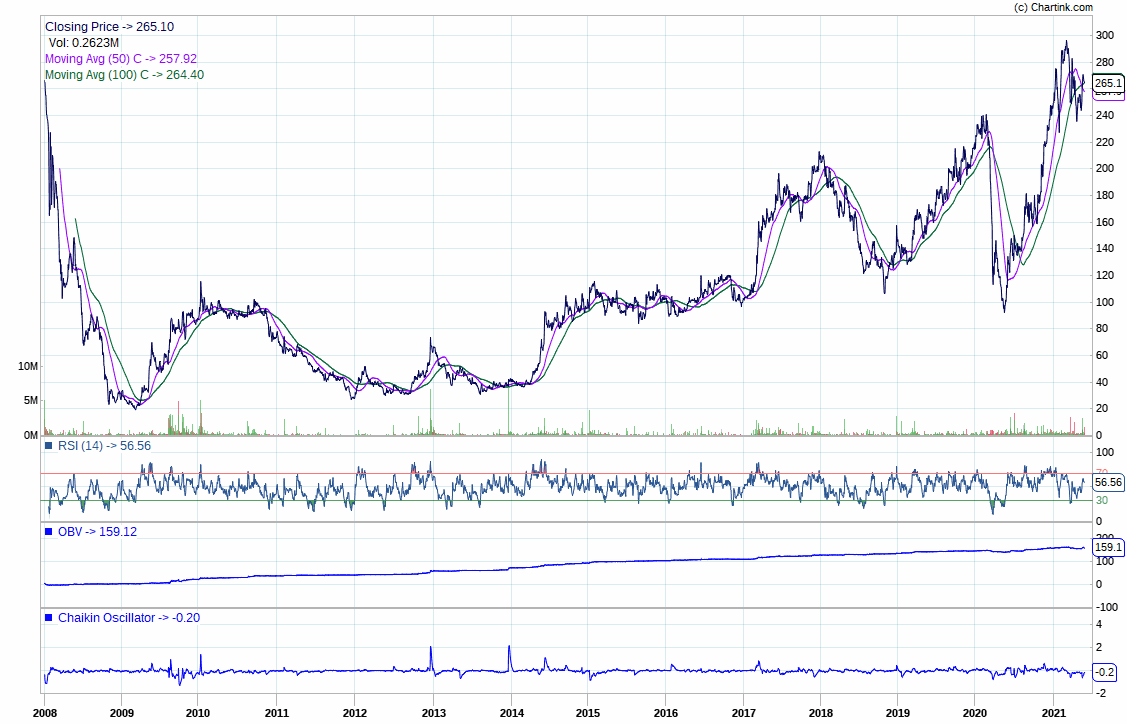 (c) Chartink.com
Closing Price -> 265.10
Vol: 0.2623M
Moving Avg (50) C -> 257.92
Moving Avg (100) C -> 264.40
300
280
265.1
240
220
200
180
160
140
120
100
80
60
40
20
0
10M
5M
0M
RSI (14) -> 56.56
100
70
56.56
30
0
OBV -> 159.12
200
159.1
100
0
-100
Chaikin Oscillator -> -0.20
4
2
-0.2
-2
2008 2009 2010 2011 2012 2013 2014 2015 2016 2017 2018 2019 2020 2021